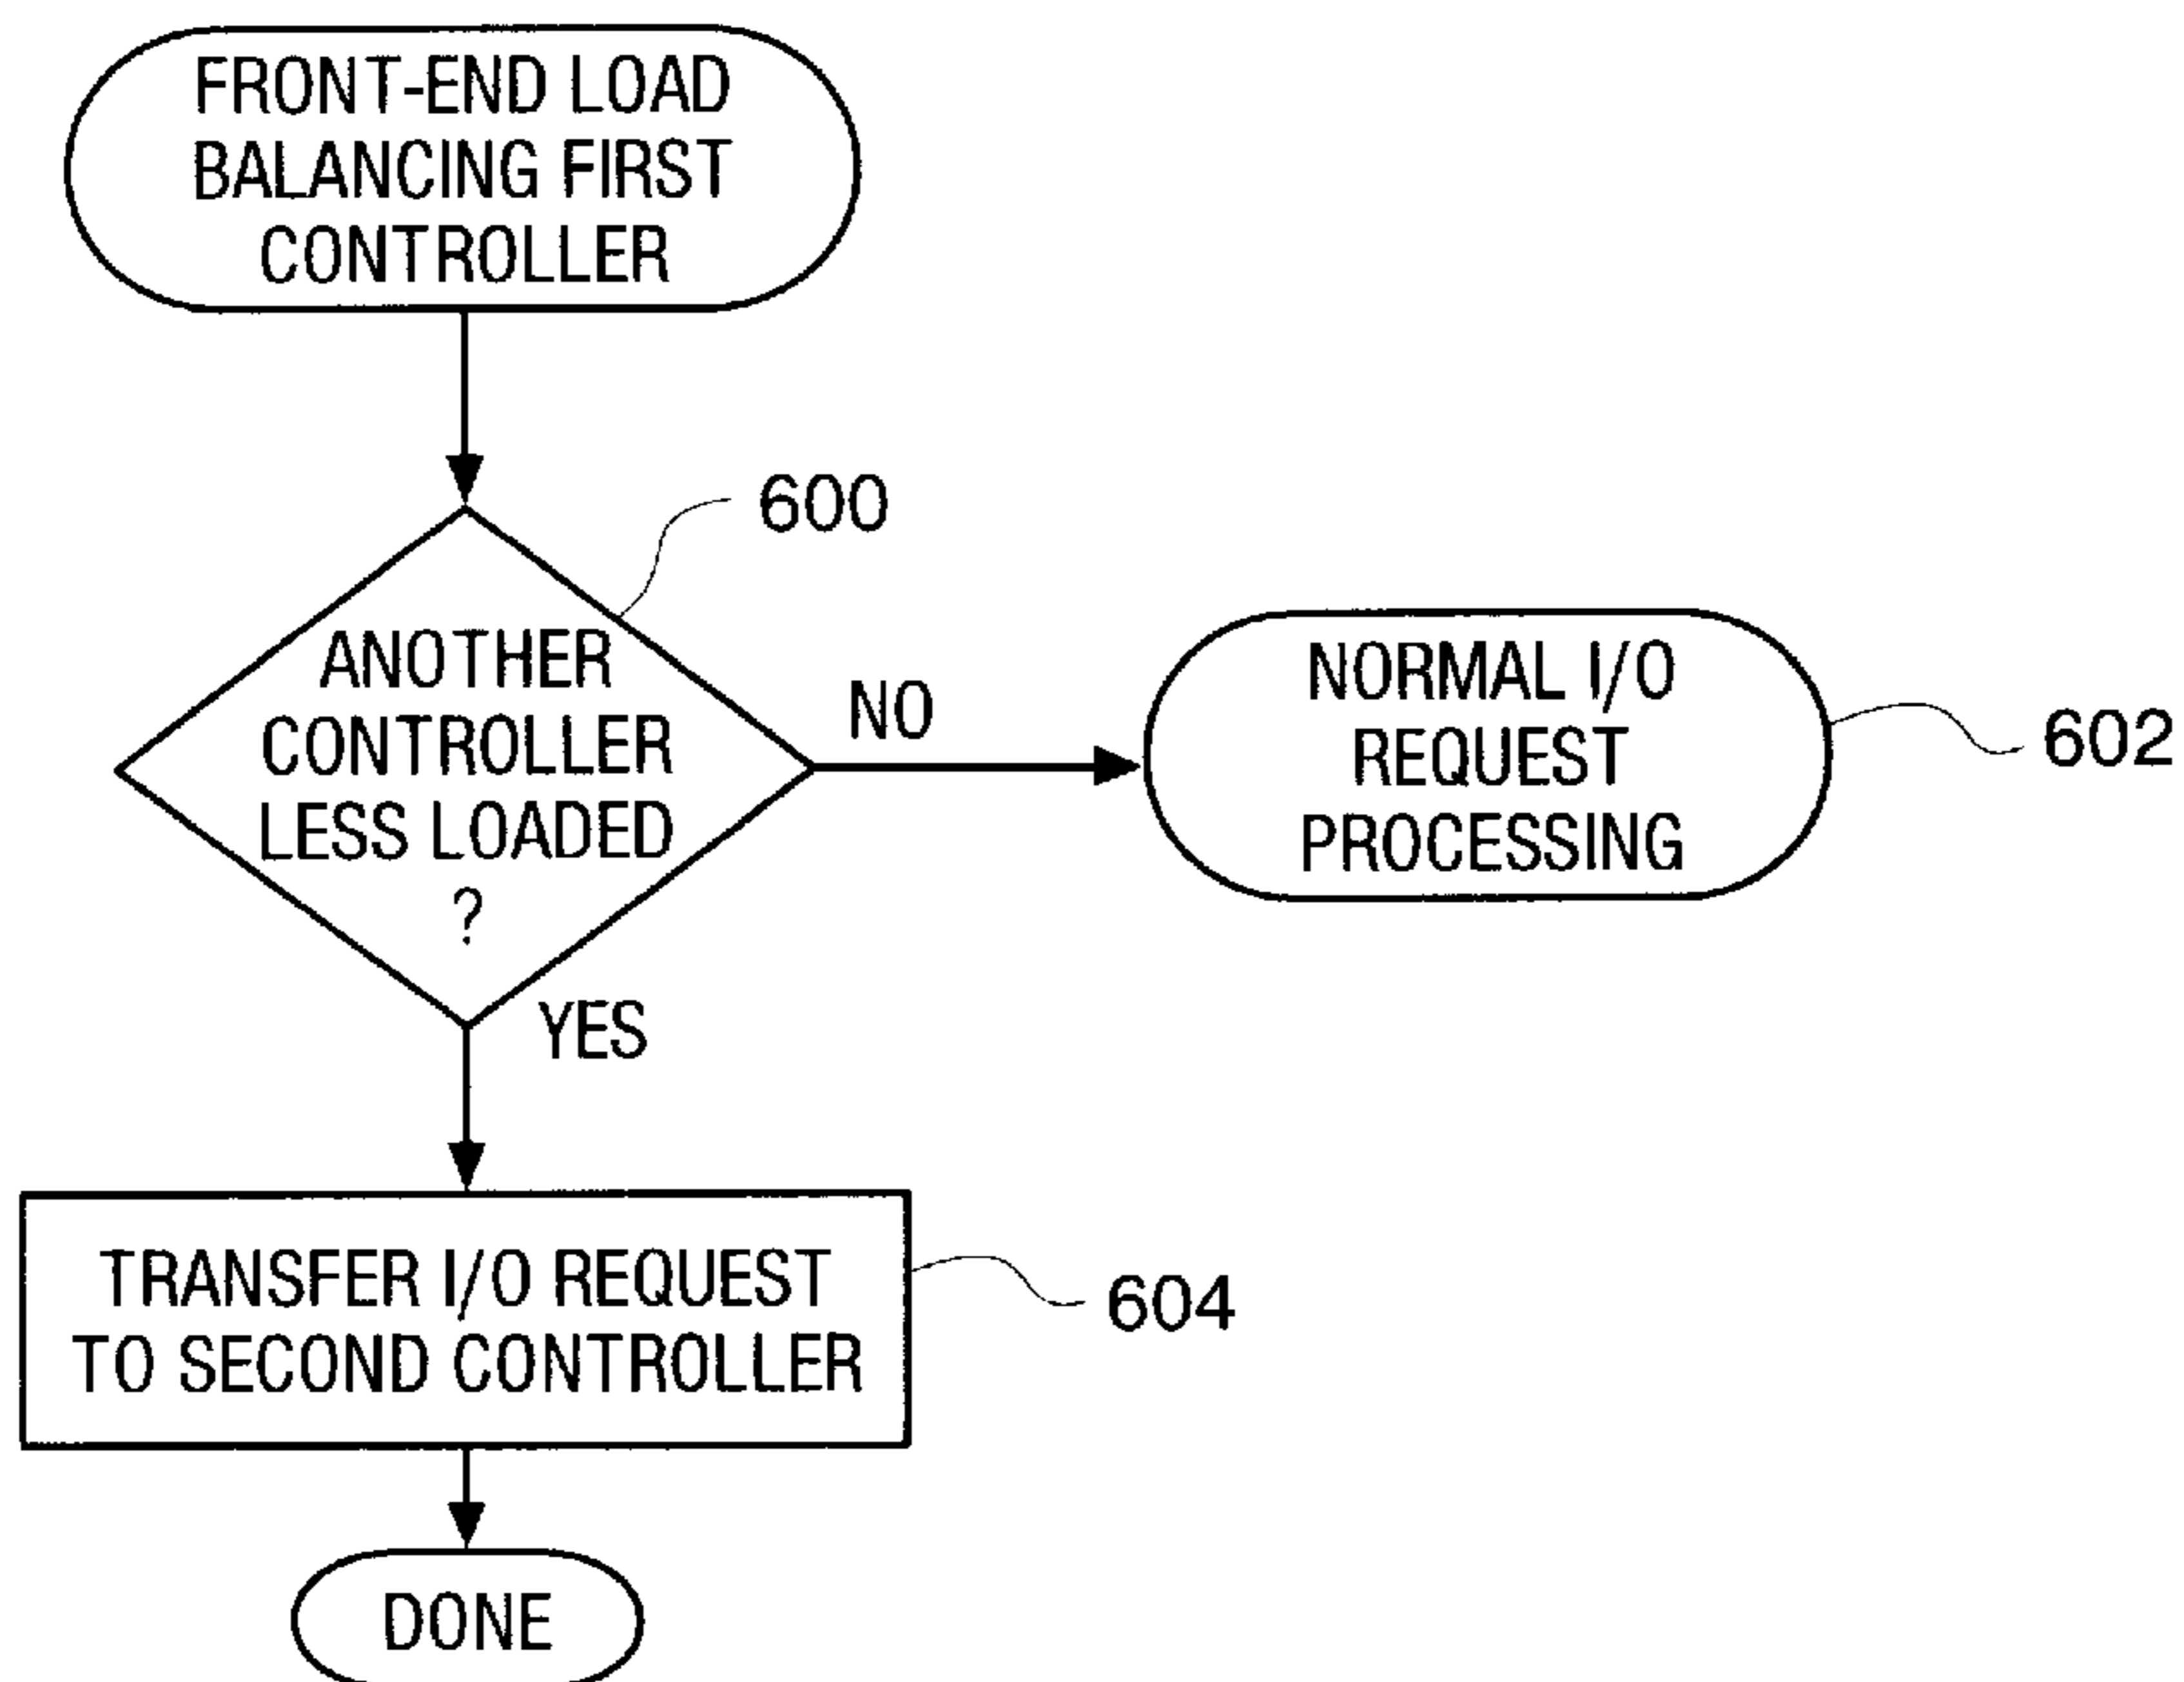 FRONT-END LOAD
BALANCING FIRST
CONTROLLER
600
ANOTHER
CONTROLLER
LESS LOADED
?
NO
NORMAL I/O
REQUEST
PROCESSING
602
YES
TRANSFER I/O REQUEST
TO SECOND CONTROLLER
604
DONE